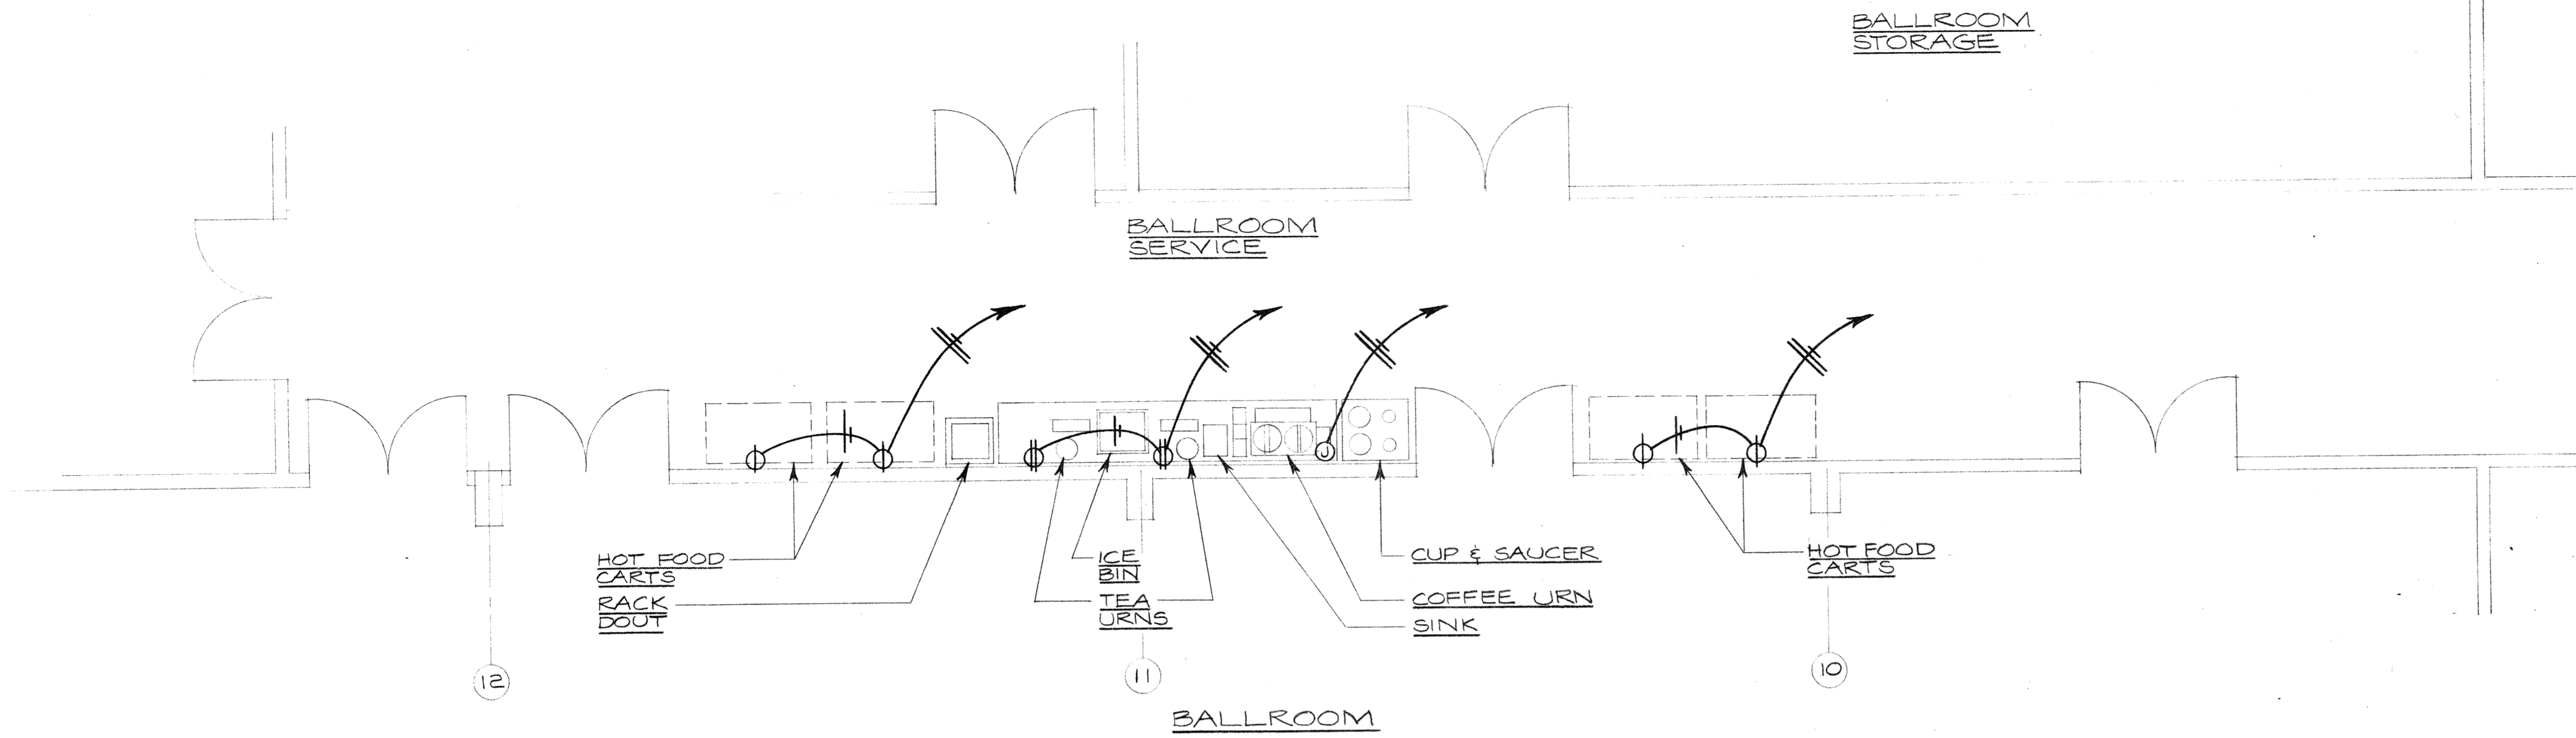 BALLROOM
STORAGE
BALLROOM
SERVICE
J
HOT FOOD
CARTS
RACK
DOUT
ICE
BIN
TEA
URNS
CUP & SAUCER
COFFEE URN
SINK
HOT FOOD
CARTS
12
11
10
BALLROOM